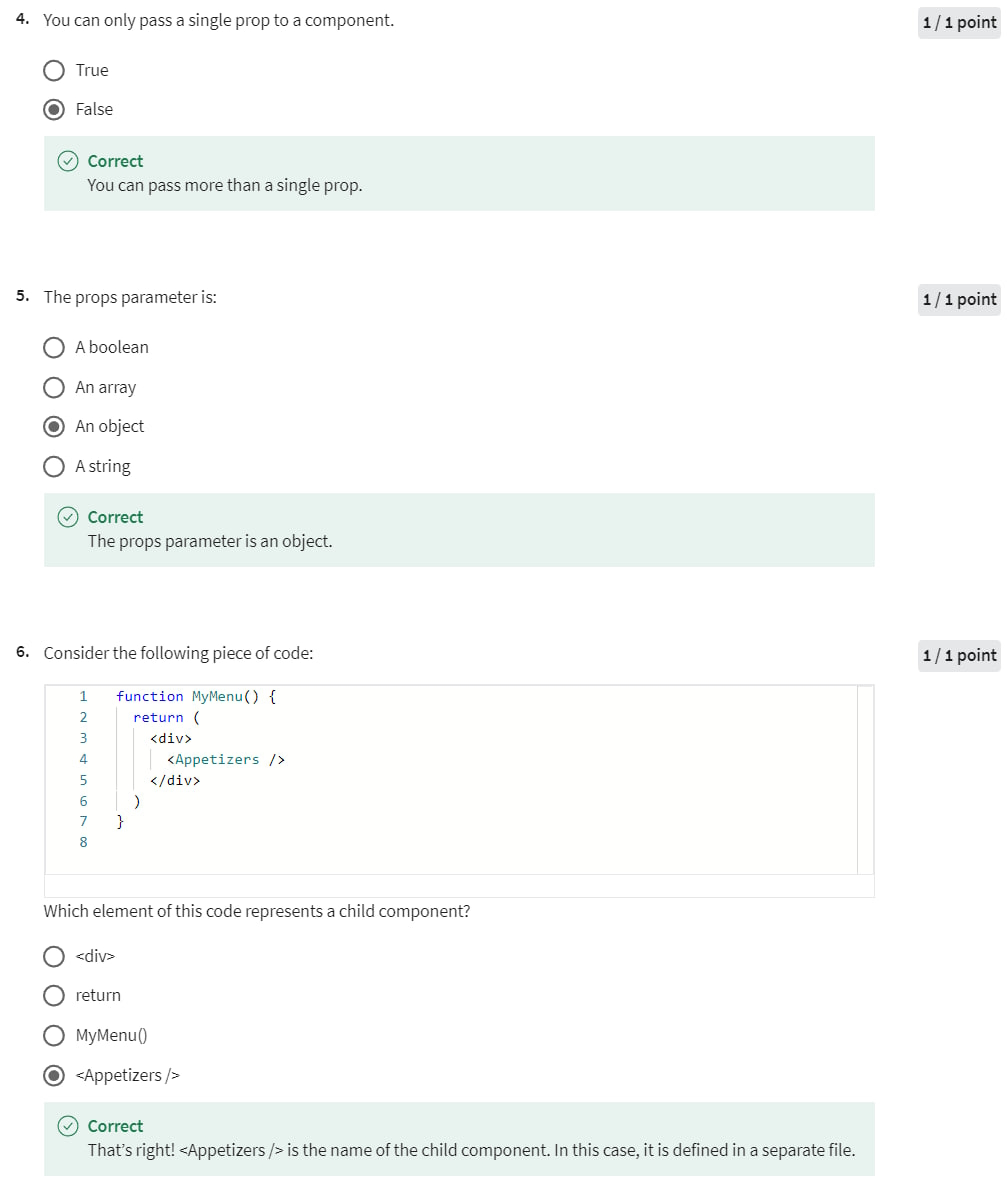 4. You can only pass a single prop to a component.
1 / 1 point
True
False
Correct
You can pass more than a single prop.
5. The props parameter is:
1 / 1 point
A boolean
An array
An object
A string
Correct
The props parameter is an object.
6. Consider the following piece of code:
1 / 1 point
1 function MyMenu() {
2 return (
3 <div>
4 <Appetizers />
5 </div>
6 )
7 }
8
Which element of this code represents a child component?
<div>
return
MyMenu()
<Appetizers />
Correct
That's right! <Appetizers /> is the name of the child component. In this case, it is defined in a separate file.